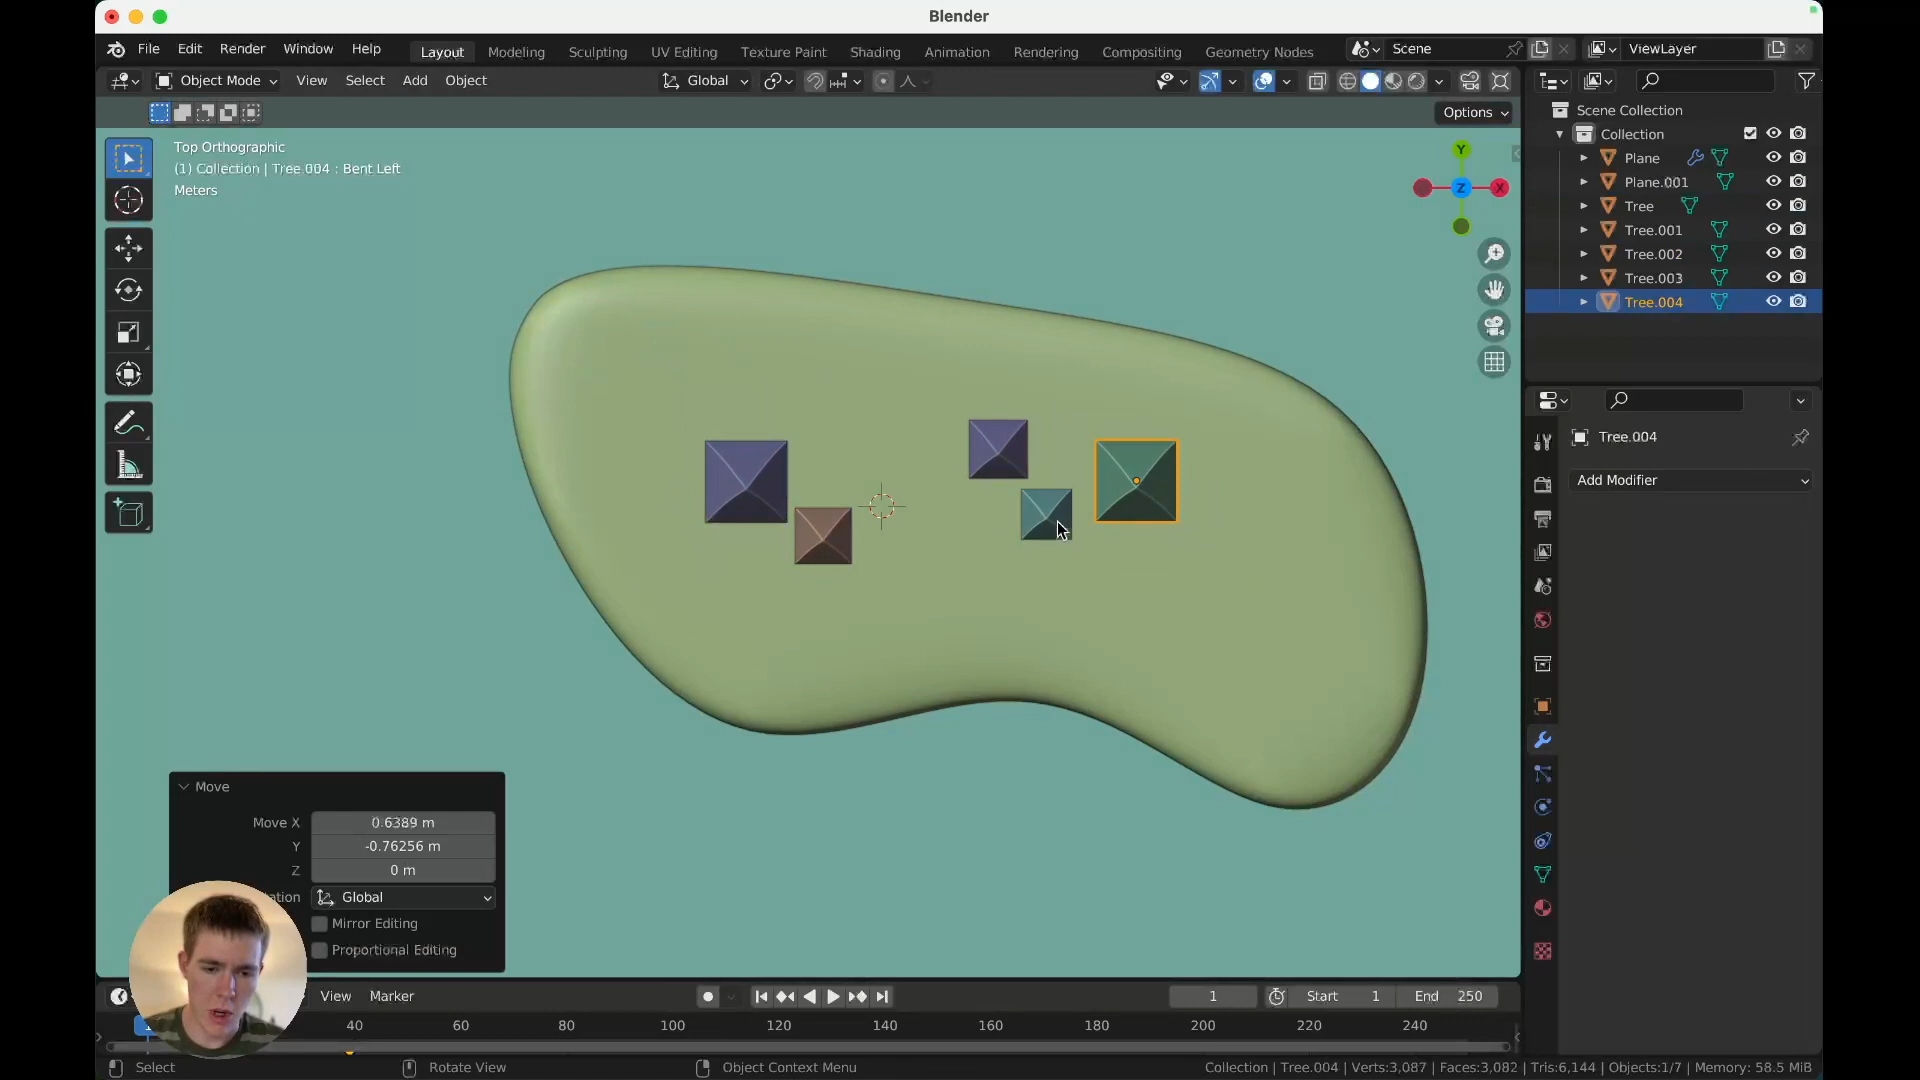 Blender
File Edit Render Window Help Layout Modeling Sculpting UV Editing Texture Paint Shading Animation Rendering Compositing Geometry Nodes Scene ViewLayer
Object Mode View Select Add Object Global
Options
Top Orthographic
(1) Collection | Tree.004 : Bent Left
Meters
Y
Z
X
Scene Collection
Collection
Plane
Plane.001
Tree
Tree.001
Tree.002
Tree.003
Tree.004
Tree.004
Add Modifier
Move
Move X 0.6389 m
Y -0.76256 m
Z 0 m
Global
Mirror Editing
Proportional Editing
View Marker 1 Start 1 End 250
40 60 80 100 120 140 160 180 200 220 240
Select Rotate View Object Context Menu Collection | Tree.004 | Verts:3,087 | Faces:3,082 | Tris:6,144 | Objects:1/7 | Memory: 58.5 MiB